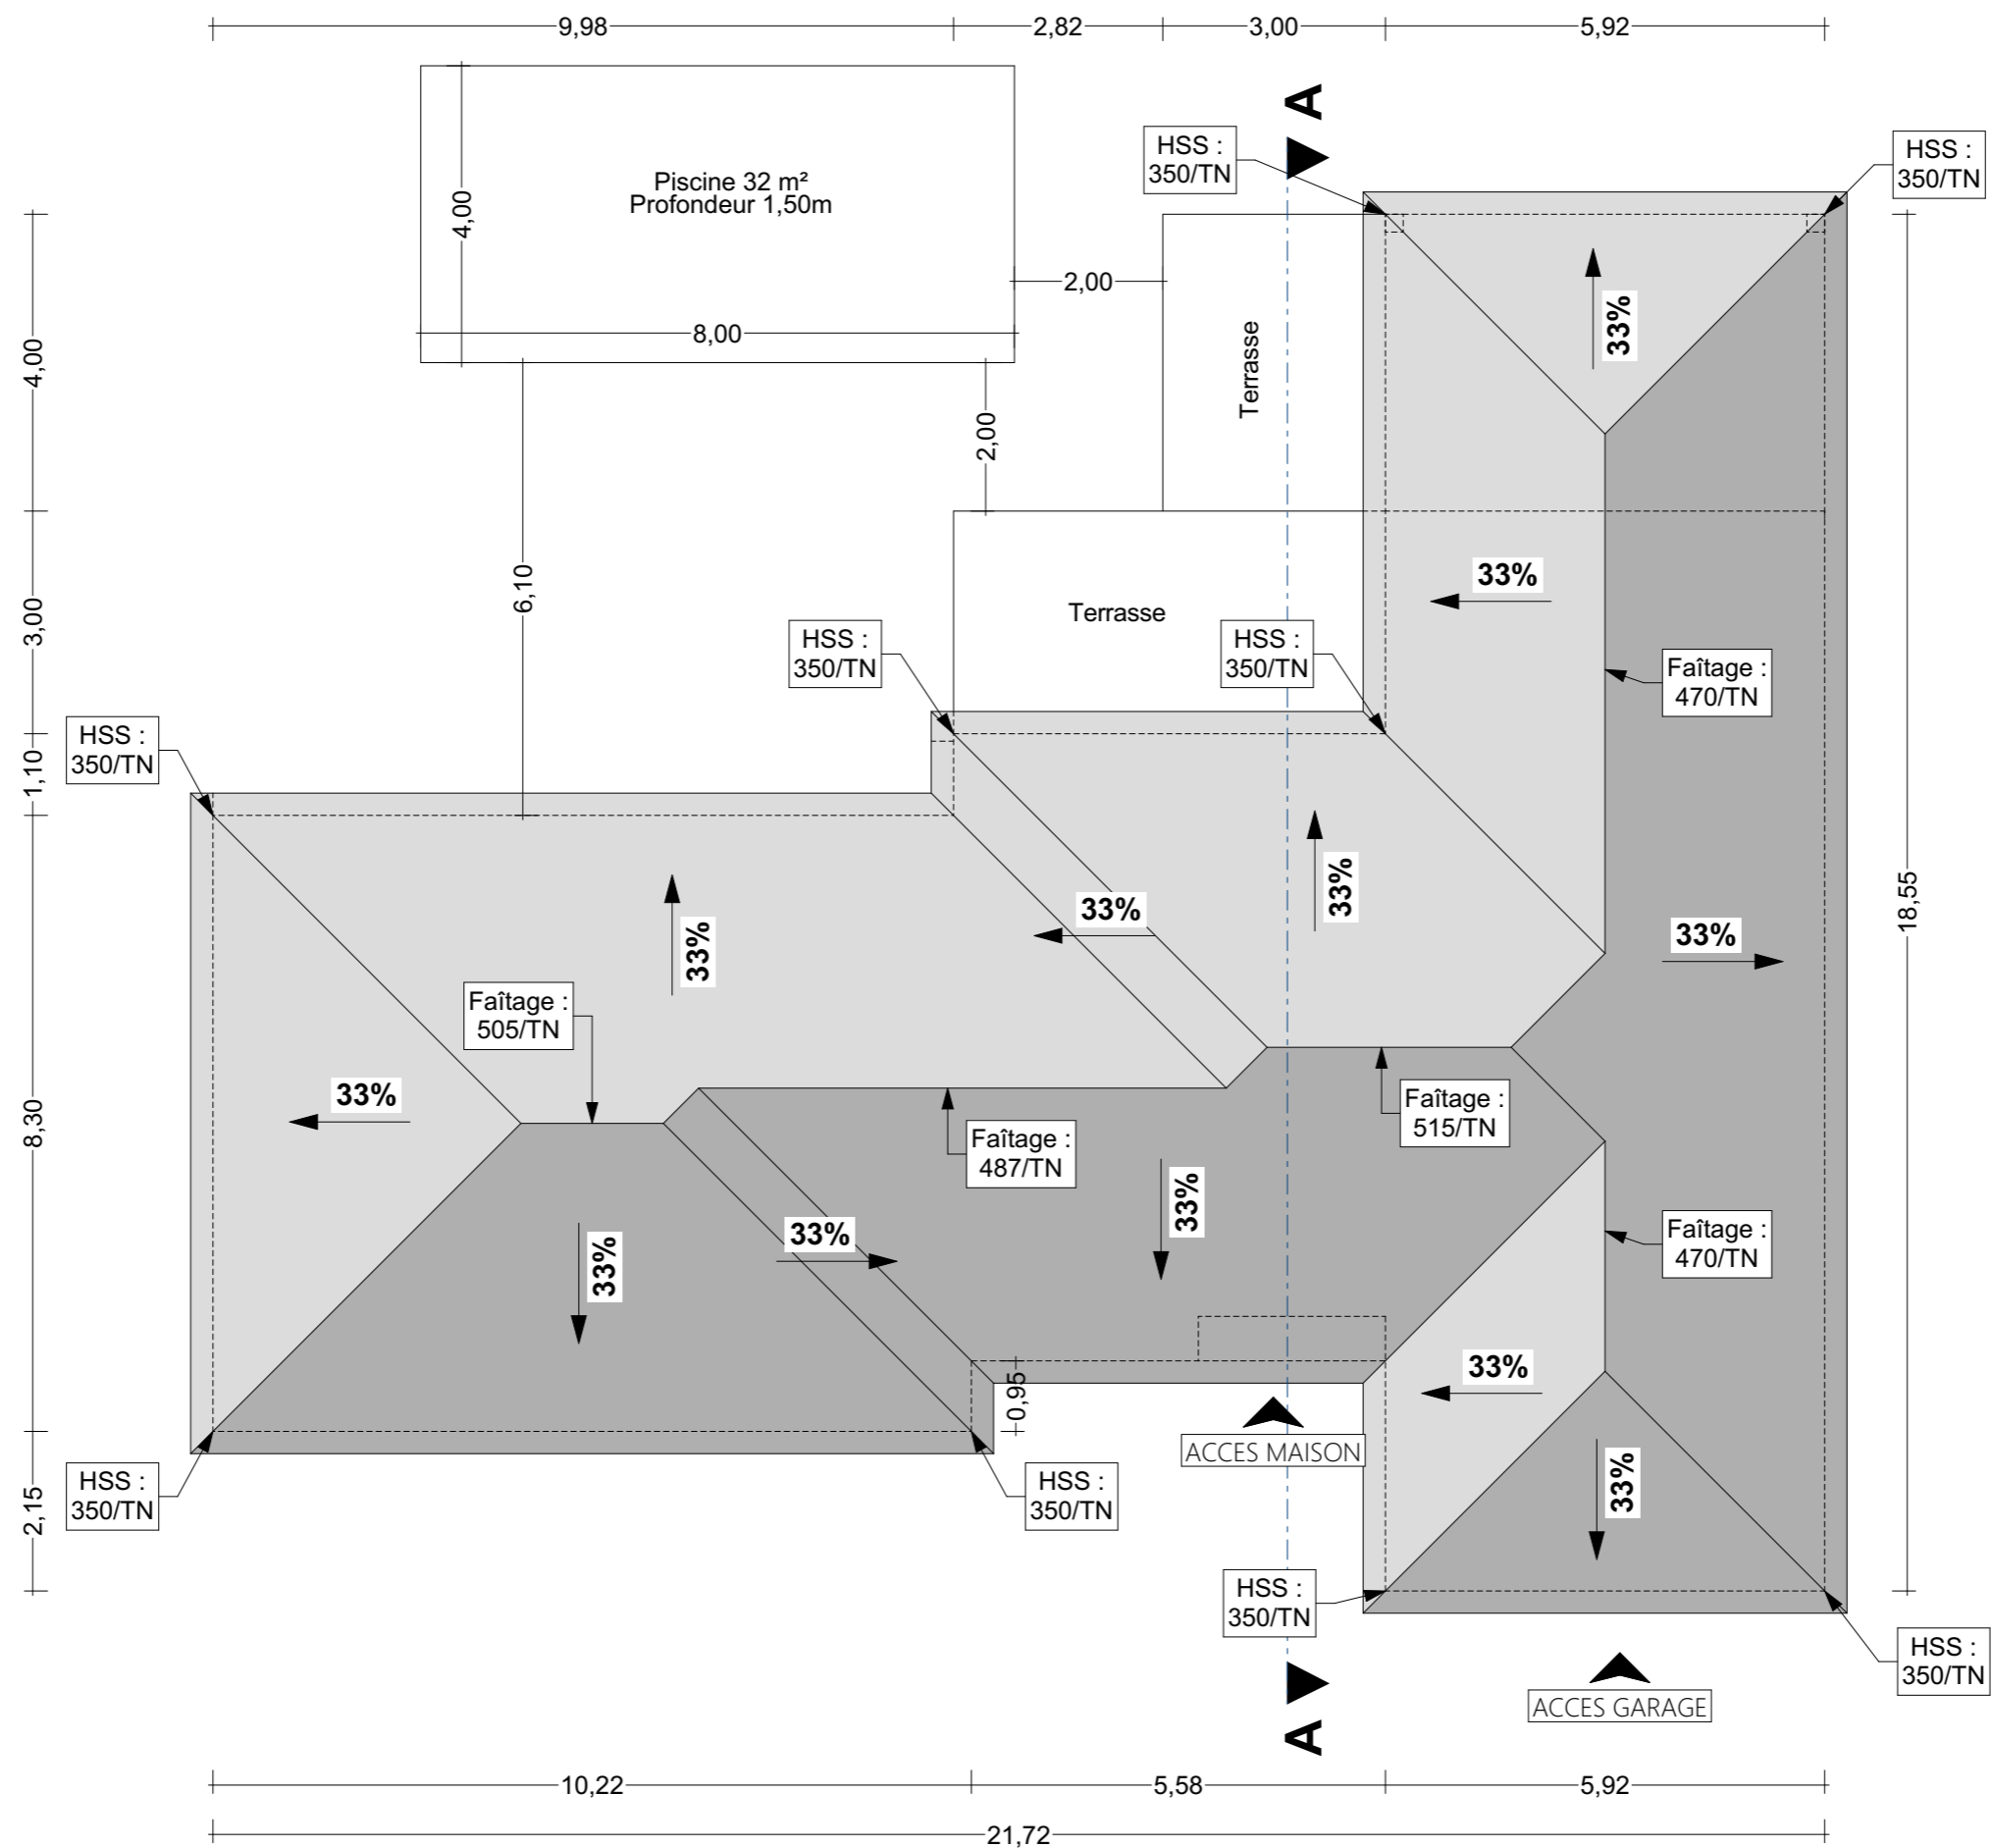 9,98
2,82
3,00
5,92
A
HSS :
350/TN
HSS :
350/TN
Piscine 32 m²
Profondeur 1,50m
4,00
2,00
8,00
Terrasse
33%
4,00
2,00
6,10
33%
Terrasse
3,00
HSS :
350/TN
HSS :
350/TN
Faîtage :
470/TN
HSS :
350/TN
1,10
33%
33%
33%
33%
18,55
Faîtage :
505/TN
33%
8,30
Faîtage :
487/TN
Faîtage :
515/TN
33%
33%
33%
Faîtage :
470/TN
33%
0,95
ACCES MAISON
HSS :
350/TN
HSS :
350/TN
2,15
33%
HSS :
350/TN
HSS :
350/TN
ACCES GARAGE
A
10,22
5,58
5,92
21,72